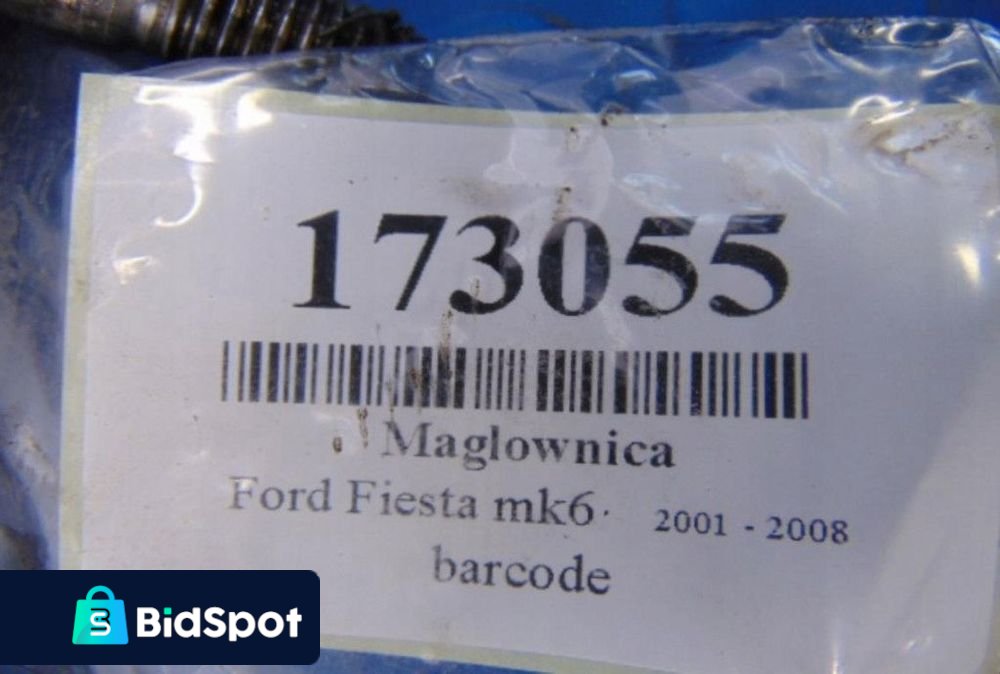 173055
Maglownica
Ford Fiesta mk6. 2001 - 2008
barcode
BidSpot